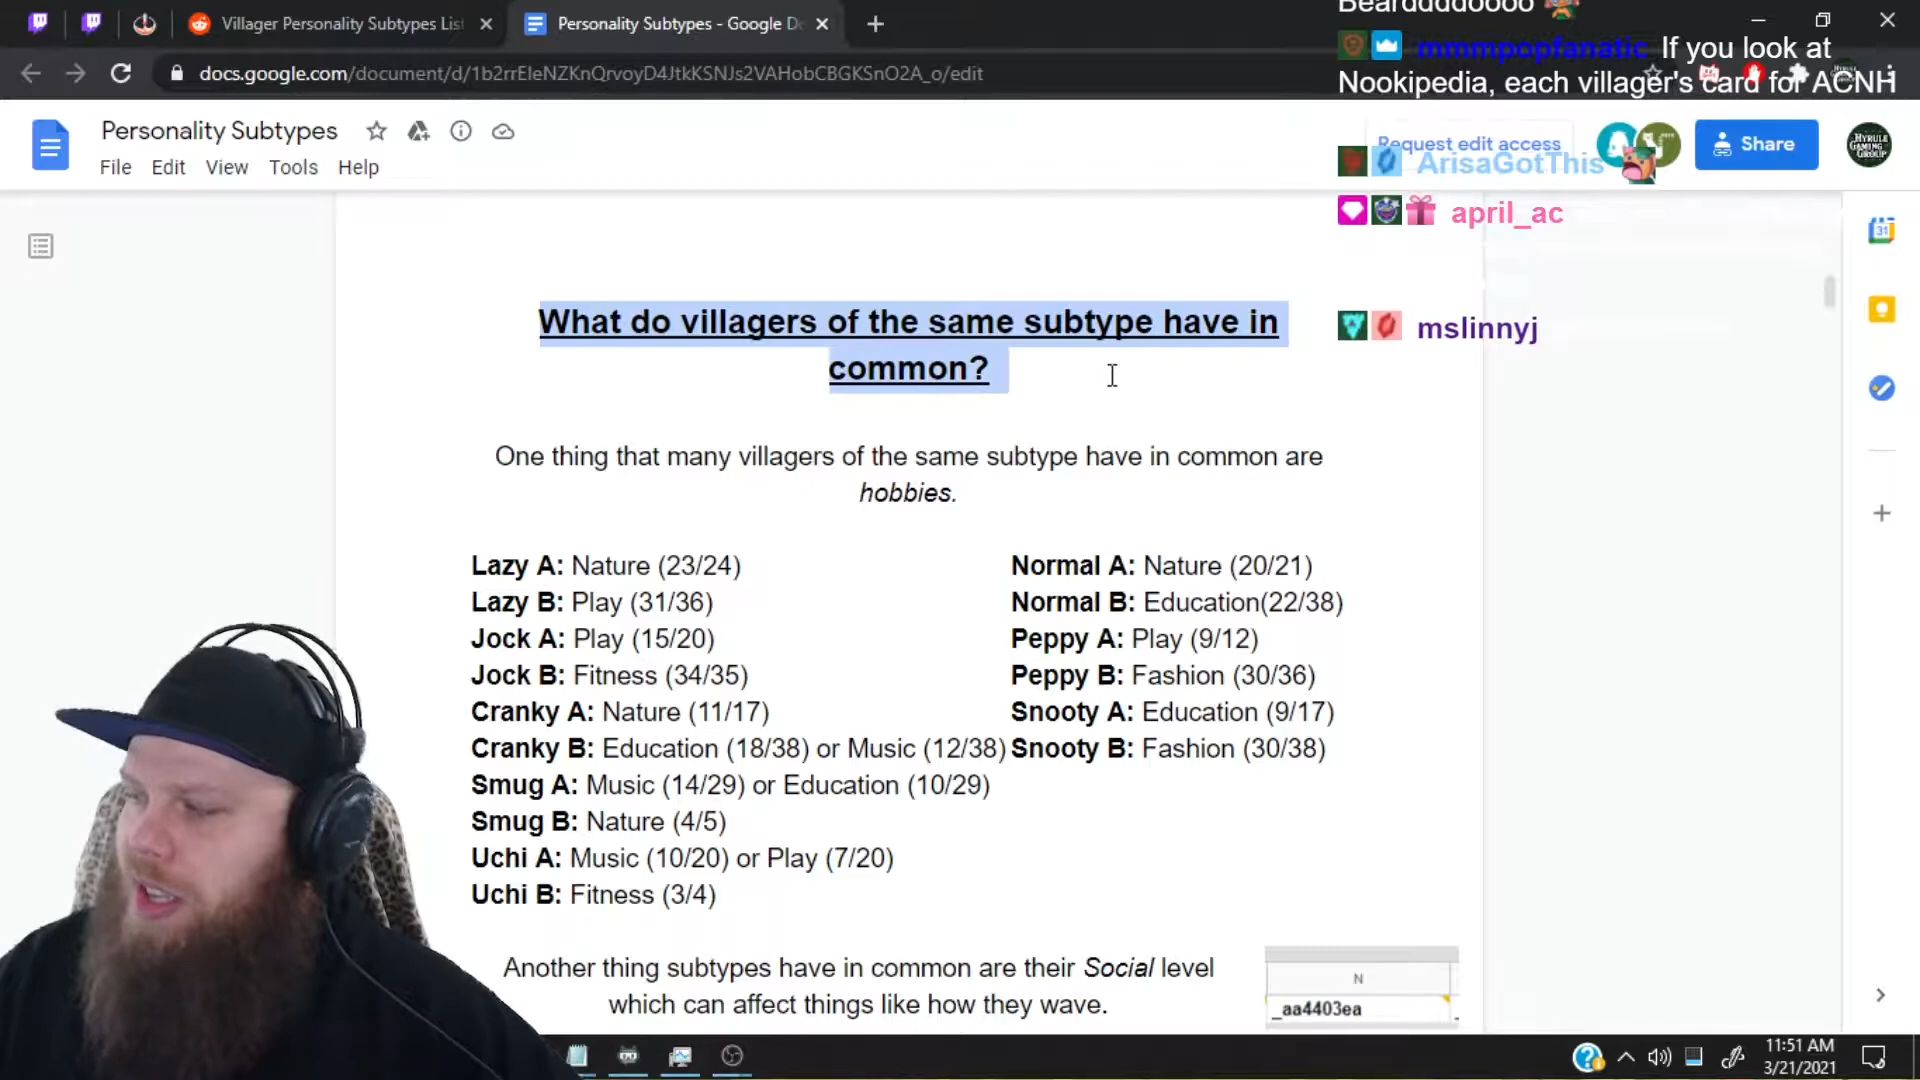 Villager Personality Subtypes List
Personality Subtypes - Google Do
Bearddddoooo
docs.google.com/document/d/1b2rrEleNZKnQrvoyD4JtkKSNJs2VAHobCBGKSnO2A_o/edit
mmmpopfanatic If you look at
Nookipedia, each villager's card for ACNH
Personality Subtypes
Request edit access
Share
HYRULE
GAMING
GROUP
File Edit View Tools Help
ArisaGotThis
april_ac
31
What do villagers of the same subtype have in
common?
mslinnyj
One thing that many villagers of the same subtype have in common are
hobbies.
Lazy A: Nature (23/24)
Lazy B: Play (31/36)
Jock A: Play (15/20)
Jock B: Fitness (34/35)
Cranky A: Nature (11/17)
Cranky B: Education (18/38) or Music (12/38)
Smug A: Music (14/29) or Education (10/29)
Smug B: Nature (4/5)
Uchi A: Music (10/20) or Play (7/20)
Uchi B: Fitness (3/4)
Normal A: Nature (20/21)
Normal B: Education(22/38)
Peppy A: Play (9/12)
Peppy B: Fashion (30/36)
Snooty A: Education (9/17)
Snooty B: Fashion (30/38)
Another thing subtypes have in common are their Social level
which can affect things like how they wave.
N
_aa4403ea
11:51 AM
3/21/2021